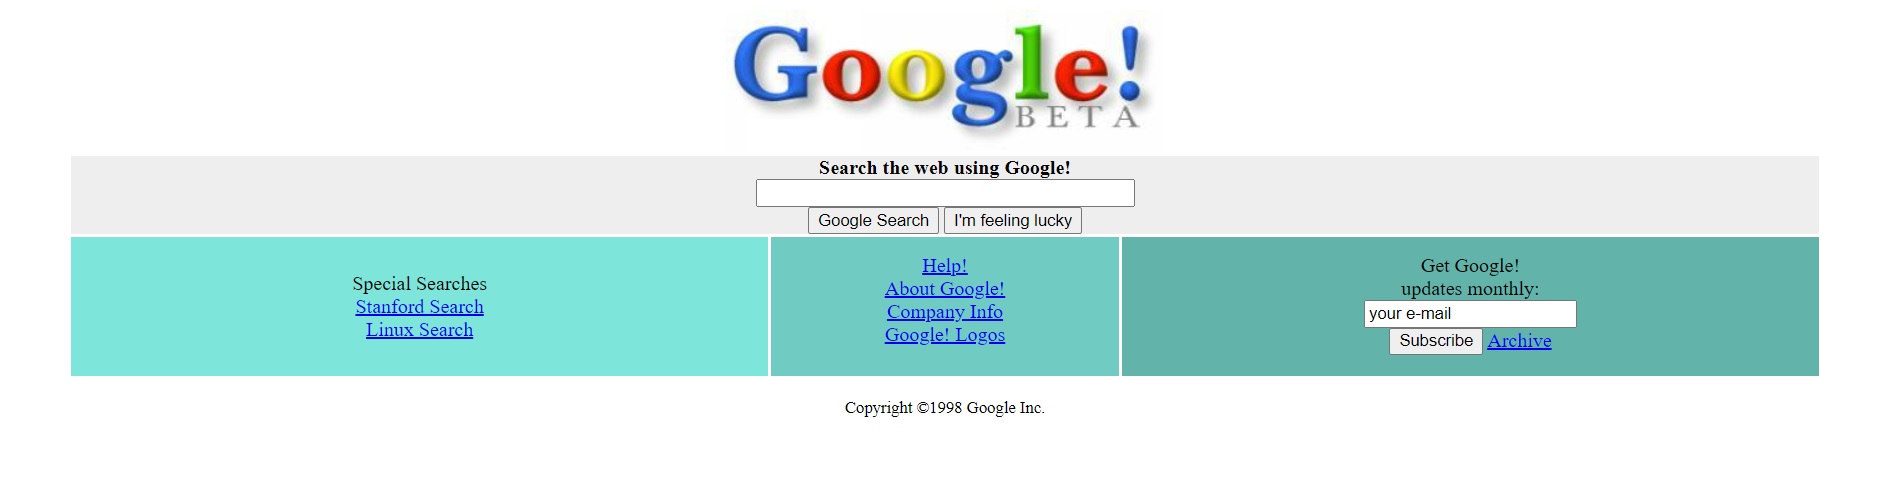 Google!
BETA
Search the web using Google!
Google Search I'm feeling lucky
Special Searches
Stanford Search
Linux Search
Help!
About Google!
Company Info
Google! Logos
Get Google!
updates monthly:
your e-mail
Subscribe Archive
Copyright ©1998 Google Inc.